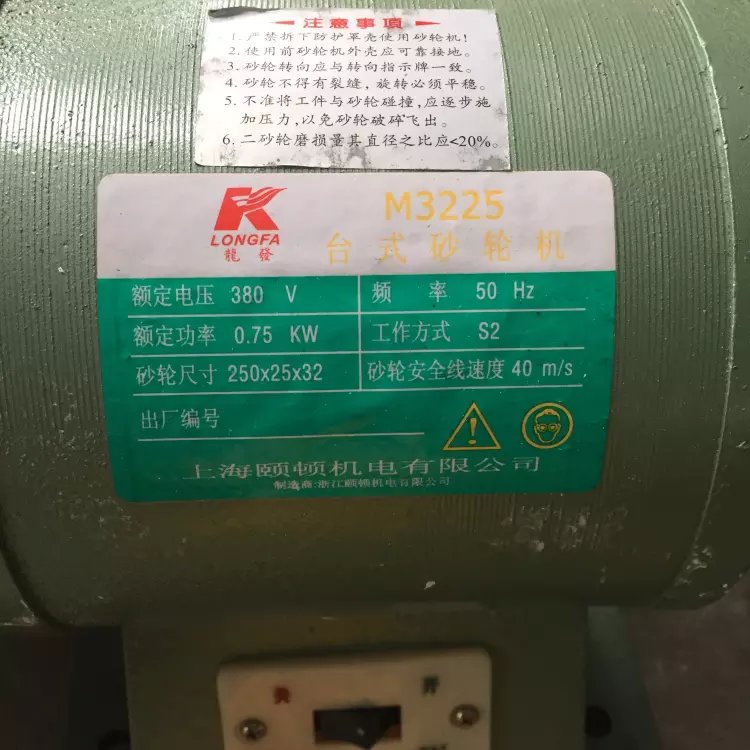 注意事項
1. 严禁拆下防护罩壳使用砂轮机!
2. 使用前砂轮机外壳应可靠接地。
3. 砂轮转向应与转向指示牌一致。
4. 砂轮不得有裂缝，旋转必须平稳。
5. 不准将工件与砂轮碰撞，应逐步施
加压力，以免砂轮破碎飞出。
6. 二砂轮磨损量其直径之比应<20%。
K
LONGFA
龍發
M3225
台式砂轮机
额定电压 380 V
频 率 50 Hz
额定功率 0.75 KW
工作方式 S2
砂轮尺寸 250x25x32
砂轮安全线速度 40 m/s
出厂编号
上海颐顿机电有限公司
制造商:浙江颐顿机电有限公司
关 开